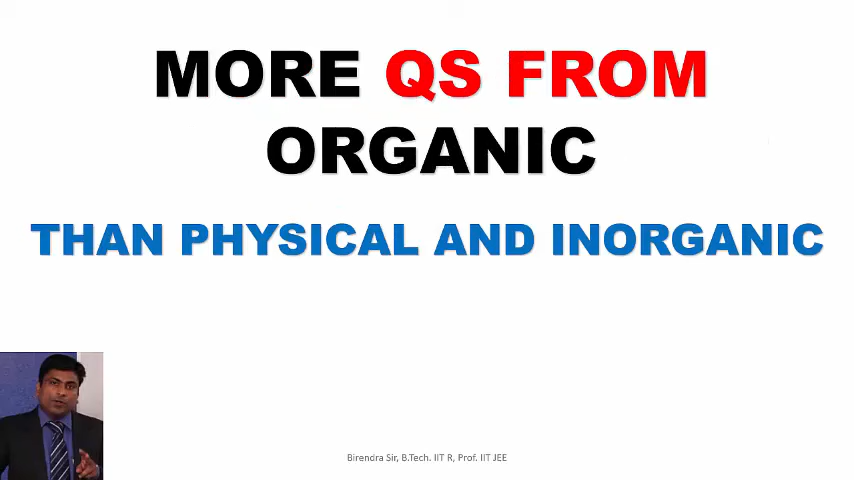 MORE QS FROM
ORGANIC
THAN PHYSICAL AND INORGANIC
Birendra Sir, B.Tech. IIT R, Prof. IIT JEE